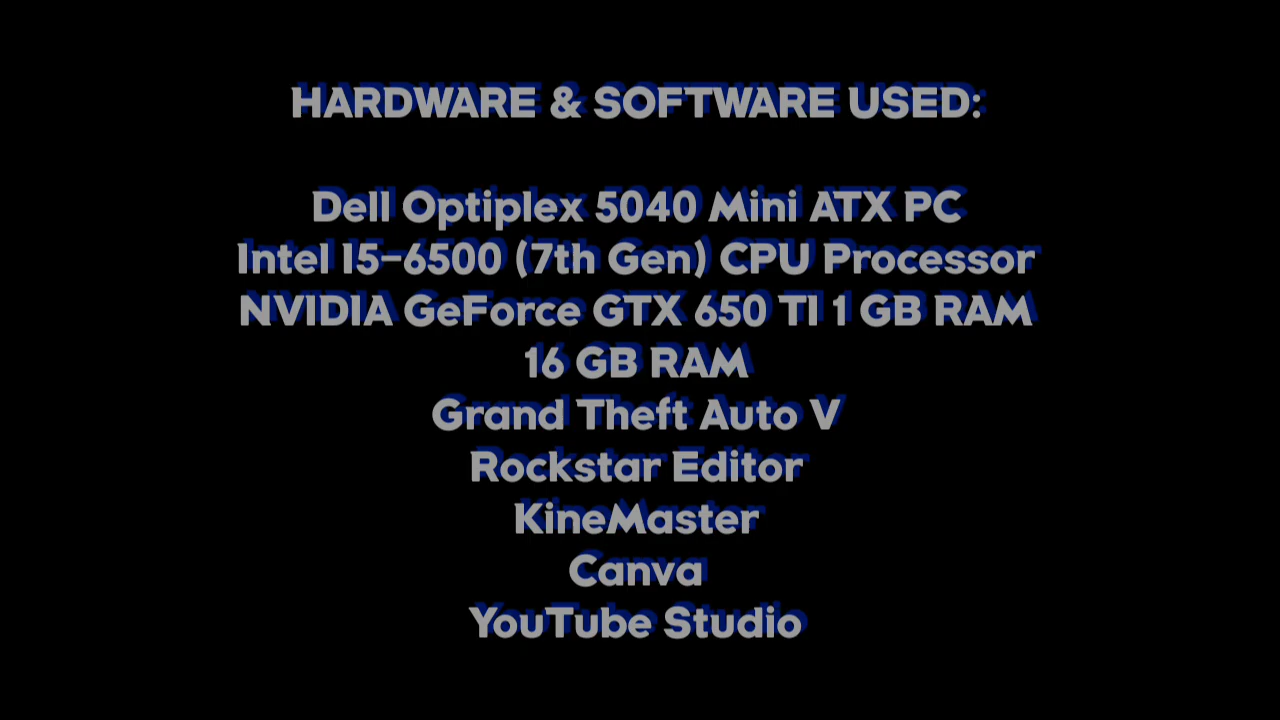 HARDWARE & SOFTWARE USED:
Dell Optiplex 5040 Mini ATX PC
Intel I5-6500 (7th Gen) CPU Processor
NVIDIA GeForce GTX 650 TI 1 GB RAM
16 GB RAM
Grand Theft Auto V
Rockstar Editor
KineMaster
Canva
YouTube Studio